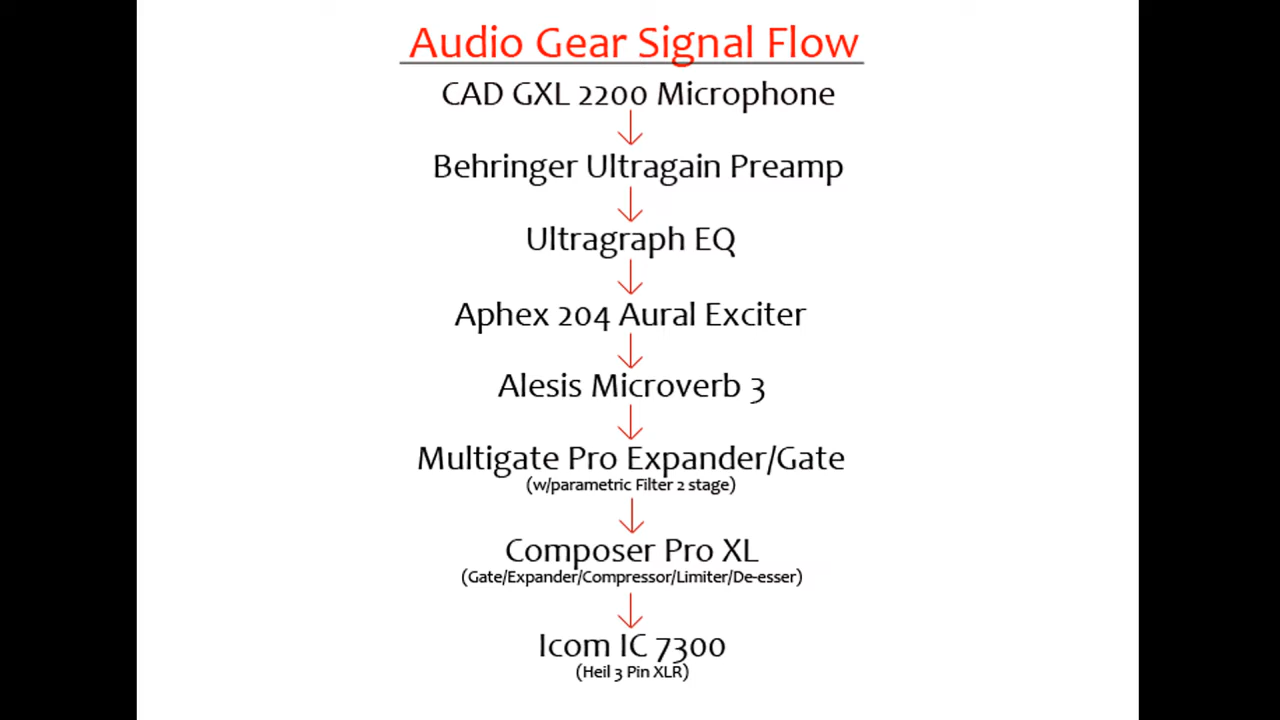 Audio Gear Signal Flow
CAD GXL 2200 Microphone
Behringer Ultragain Preamp
Ultragraph EQ
Aphex 204 Aural Exciter
Alesis Microverb 3
Multigate Pro Expander/Gate
(w/parametric Filter 2 stage)
Composer Pro XL
(Gate/Expander/Compressor/Limiter/De-esser)
Icom IC 7300
(Heil 3 Pin XLR)